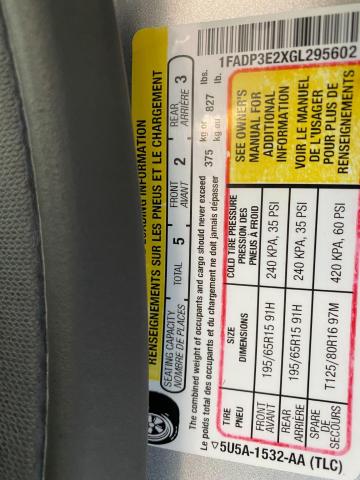 LOADING INFORMATION
RENSEIGNEMENTS SUR LES PNEUS ET LE CHARGEMENT
SEATING CAPACITY
NOMBRE DE PLACES
TOTAL 5
FRONT
AVANT 2
REAR
ARRIÈRE 3
The combined weight of occupants and cargo should never exceed 375 kg or 827 lbs.
Le poids total des occupants et du chargement ne doit jamais dépasser kg ou lb.
TIRE
PNEU
SIZE
DIMENSIONS
COLD TIRE PRESSURE
PRESSION DES
PNEUS À FROID
FRONT
AVANT
195/65R15 91H
240 KPA, 35 PSI
REAR
ARRIÈRE
195/65R15 91H
240 KPA, 35 PSI
SPARE
DE
SECOURS
T125/80R16 97M
420 KPA, 60 PSI
SEE OWNER'S
MANUAL FOR
ADDITIONAL
INFORMATION
VOIR LE MANUEL
DE L'USAGER
POUR PLUS DE
RENSEIGNEMENTS
5U5A-1532-AA (TLC)
1FADP3E2XGL295602